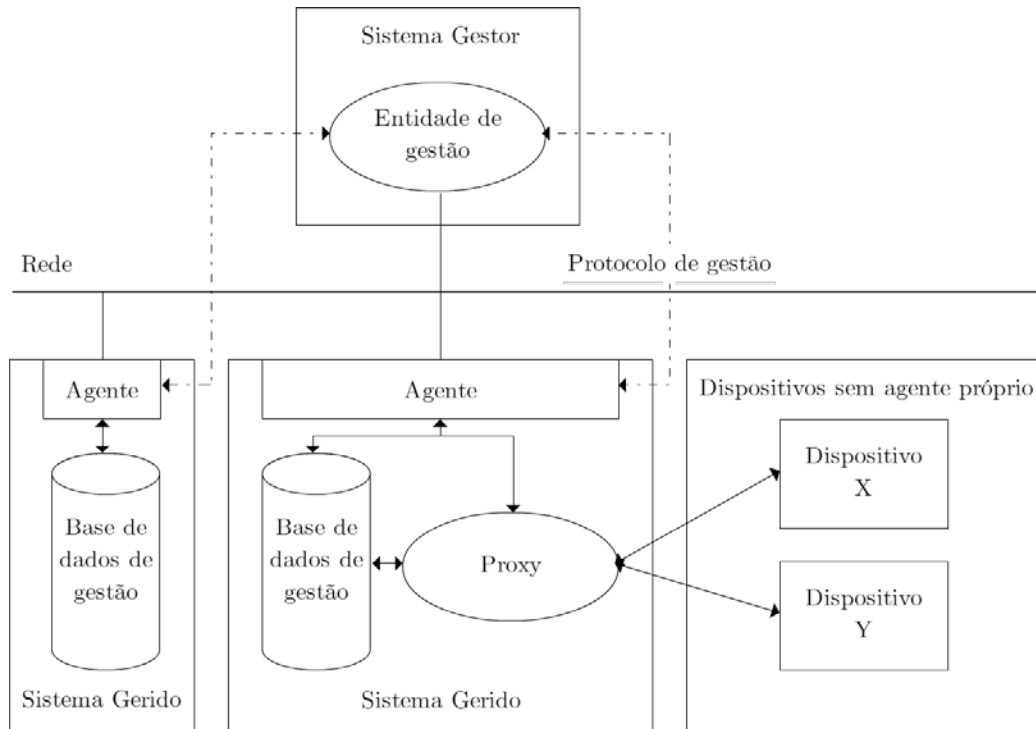 Sistema Gestor
Entidade de
gestão
Rede
Protocolo de gestão
Agente
Base de
dados de
gestão
Sistema Gerido
Agente
Base de
dados de
gestão
Proxy
Sistema Gerido
Dispositivos sem agente próprio
Dispositivo
X
Dispositivo
Y